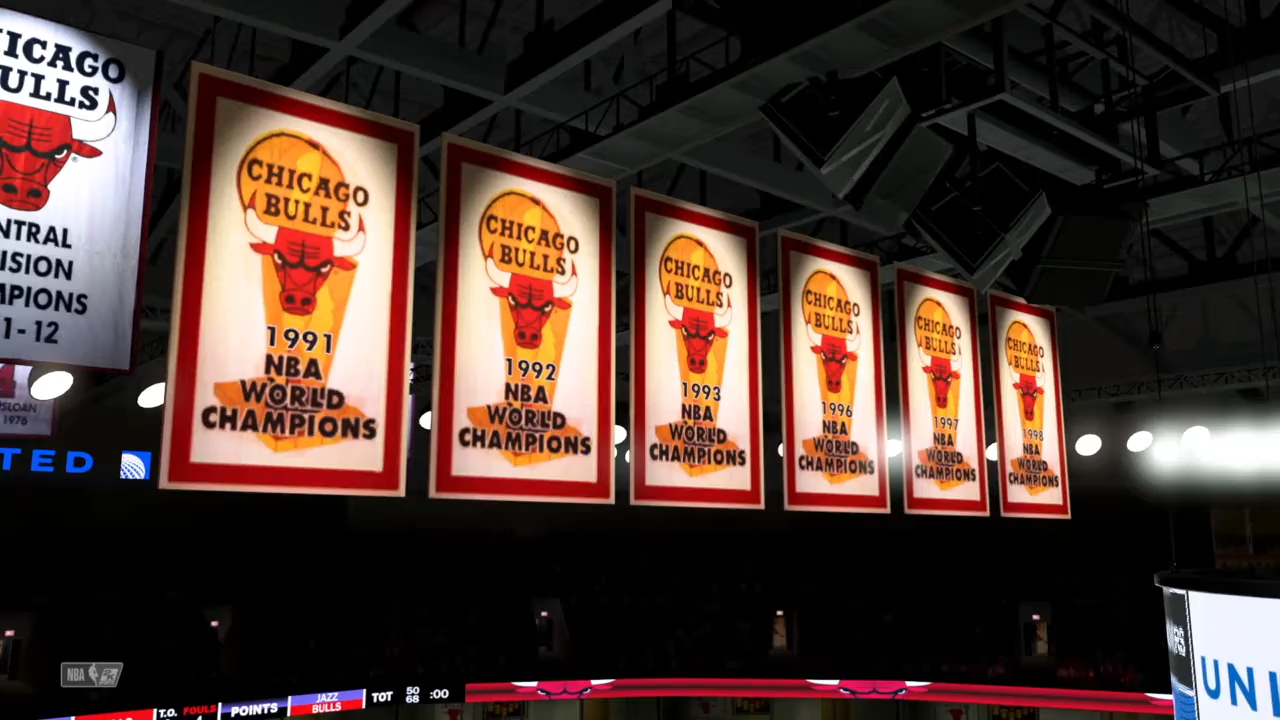 CHICAGO
BULLS
1991
NBA
WORLD
CHAMPIONS
CHICAGO
BULLS
1992
NBA
WORLD
CHAMPIONS
CHICAGO
BULLS
1993
NBA
WORLD
CHAMPIONS
CHICAGO
BULLS
1996
NBA
WORLD
CHAMPIONS
CHICAGO
BULLS
1997
NBA
WORLD
CHAMPIONS
CHICAGO
BULLS
1998
NBA
WORLD
CHAMPIONS
ICAGO
BULLS
®
NTRAL
ISION
MPIONS
1-12
SLOAN
1976
TED
NBA 2K
T.O. FOULS
POINTS
JAZZ
BULLS
TOT
50
68
:00
UNI